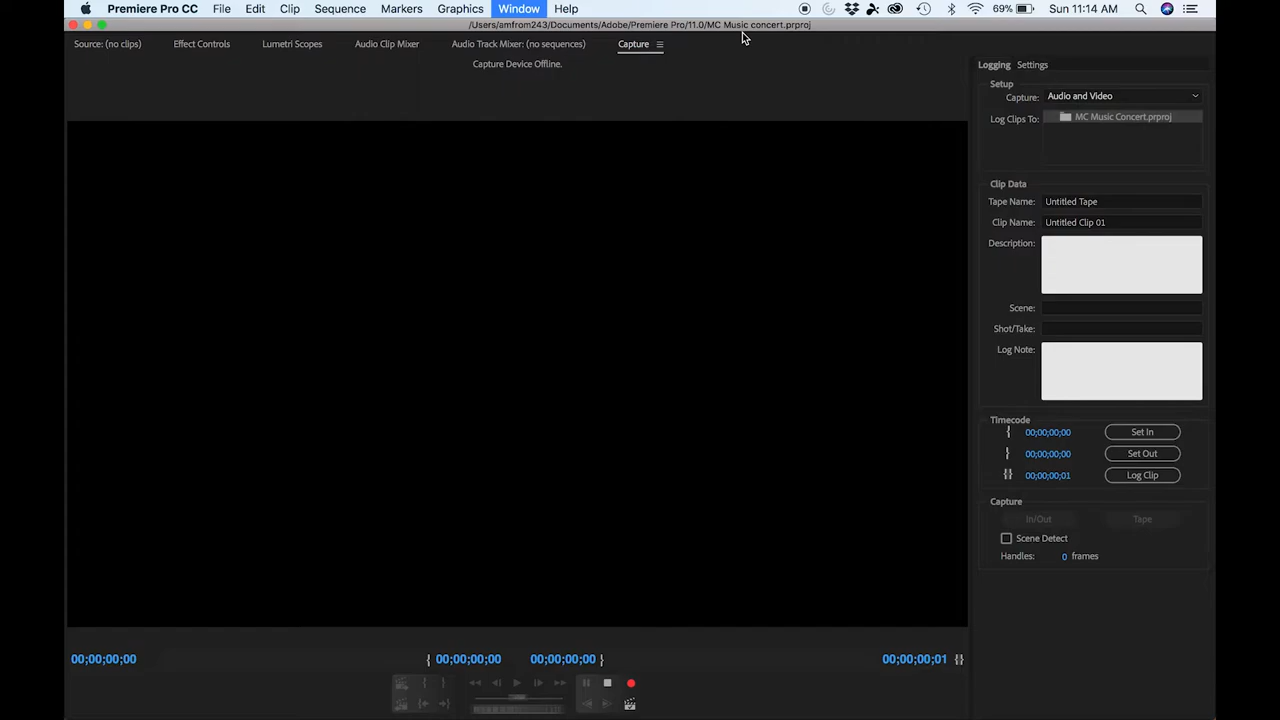 Premiere Pro CC File Edit Clip Sequence Markers Graphics Window Help 69% Sun 11:14 AM
/Users/amfrom243/Documents/Adobe/Premiere Pro/11.0/MC Music concert.prproj
Source: (no clips) Effect Controls Lumetri Scopes Audio Clip Mixer Audio Track Mixer: (no sequences) Capture
Capture Device Offline.
Logging Settings
Setup
Capture: Audio and Video
Log Clips To: MC Music Concert.prproj
Clip Data
Tape Name: Untitled Tape
Clip Name: Untitled Clip 01
Description:
Scene:
Shot/Take:
Log Note:
Timecode
{ 00;00;00;00 Set In
} 00;00;00;00 Set Out
{} 00;00;00;01 Log Clip
Capture
In/Out Tape
Scene Detect
Handles: 0 frames
00;00;00;00 { 00;00;00;00 00;00;00;00 } 00;00;00;01 {}